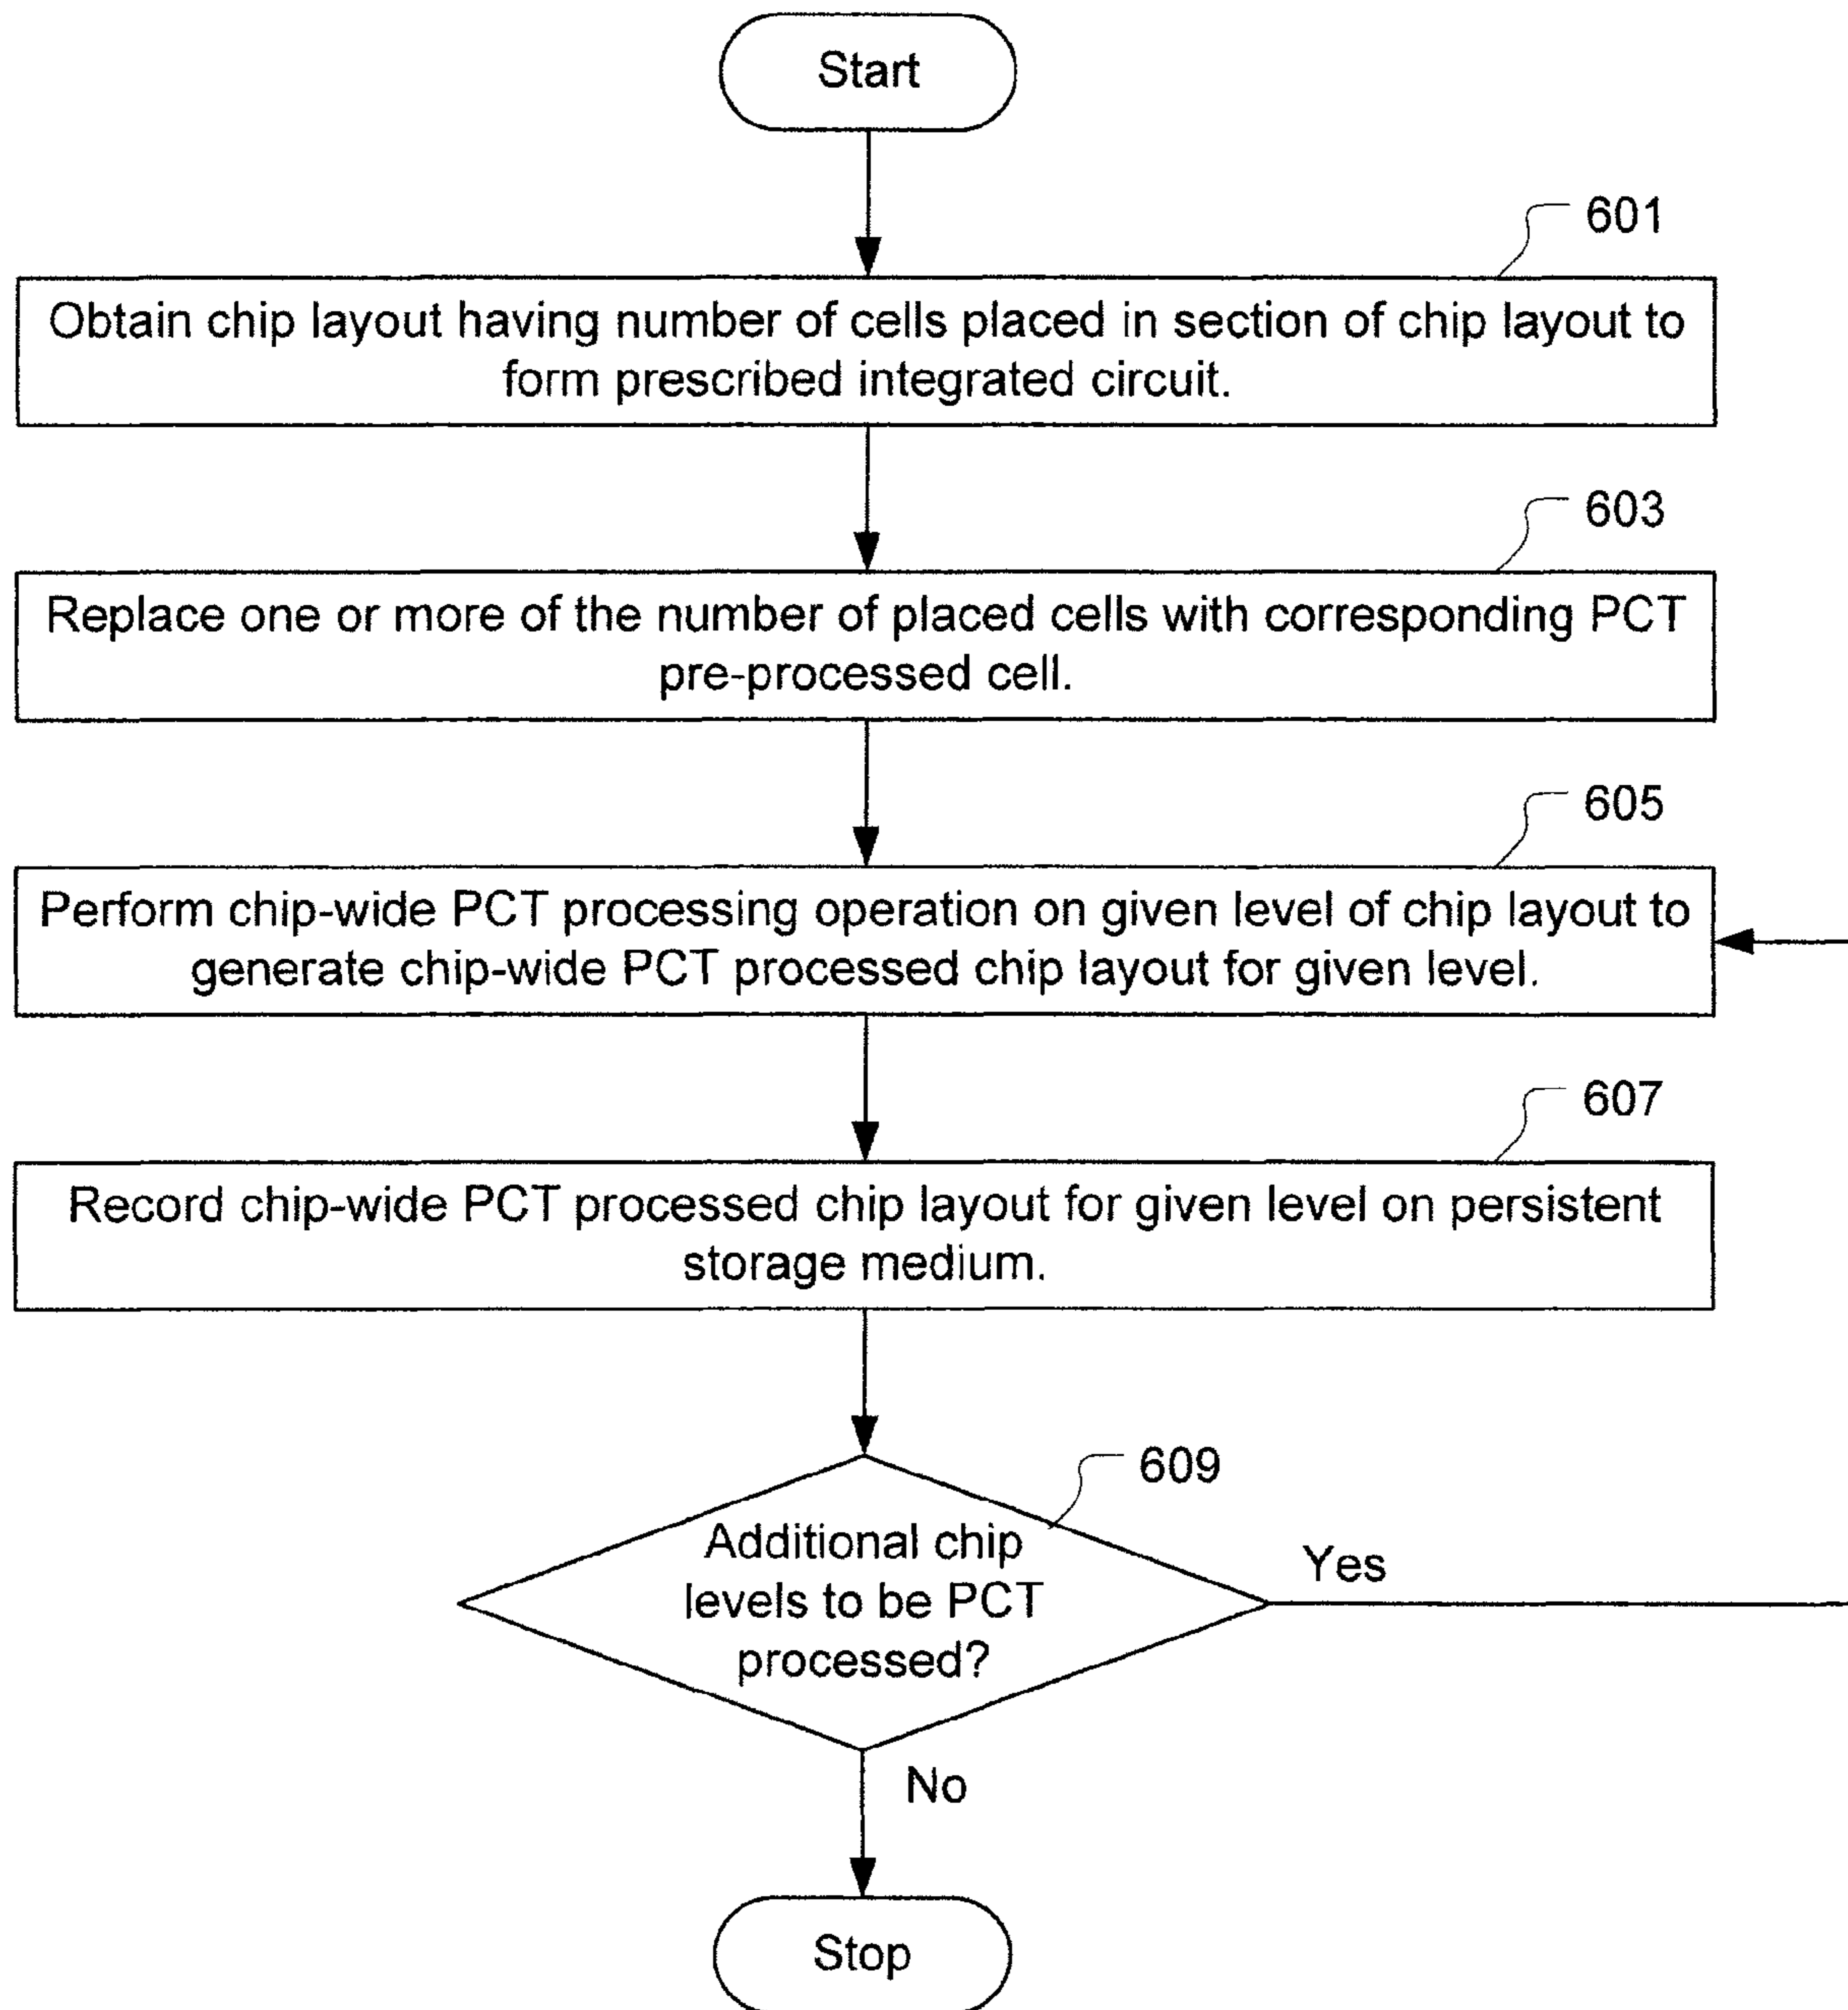 Start
601
Obtain chip layout having number of cells placed in section of chip layout to
form prescribed integrated circuit.
603
Replace one or more of the number of placed cells with corresponding PCT
pre-processed cell.
605
Perform chip-wide PCT processing operation on given level of chip layout to
generate chip-wide PCT processed chip layout for given level.
607
Record chip-wide PCT processed chip layout for given level on persistent
storage medium.
609
Additional chip
levels to be PCT
processed?
Yes
No
Stop